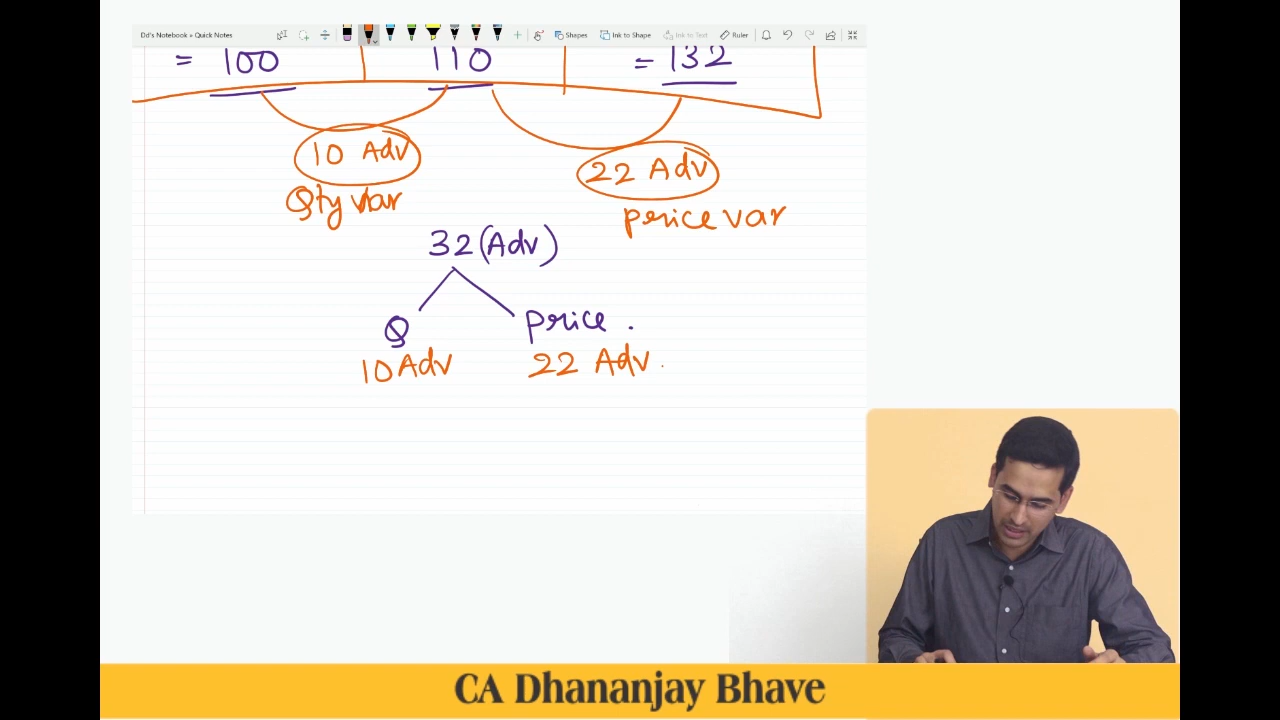 Dd's Notebook » Quick Notes
Shapes Ink to Shape Ink to Text Ruler
= 100 110 = 132
10 Adv 22 Adv
Qty var price var
32 (Adv)
Q price.
10 Adv 22 Adv.
CA Dhananjay Bhave